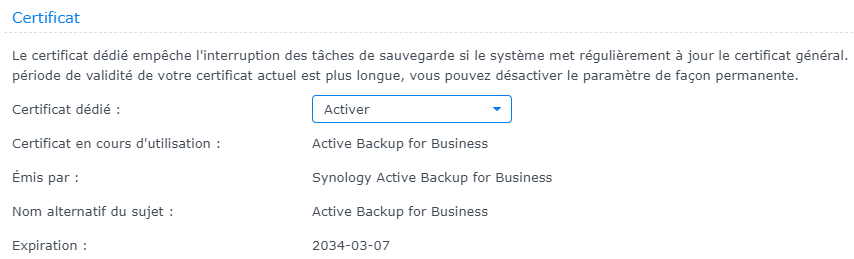 Certificat
Le certificat dédié empêche l'interruption des tâches de sauvegarde si le système met régulièrement à jour le certificat général.
période de validité de votre certificat actuel est plus longue, vous pouvez désactiver le paramètre de façon permanente.
Certificat dédié : Activer
Certificat en cours d'utilisation : Active Backup for Business
Émis par : Synology Active Backup for Business
Nom alternatif du sujet : Active Backup for Business
Expiration : 2034-03-07